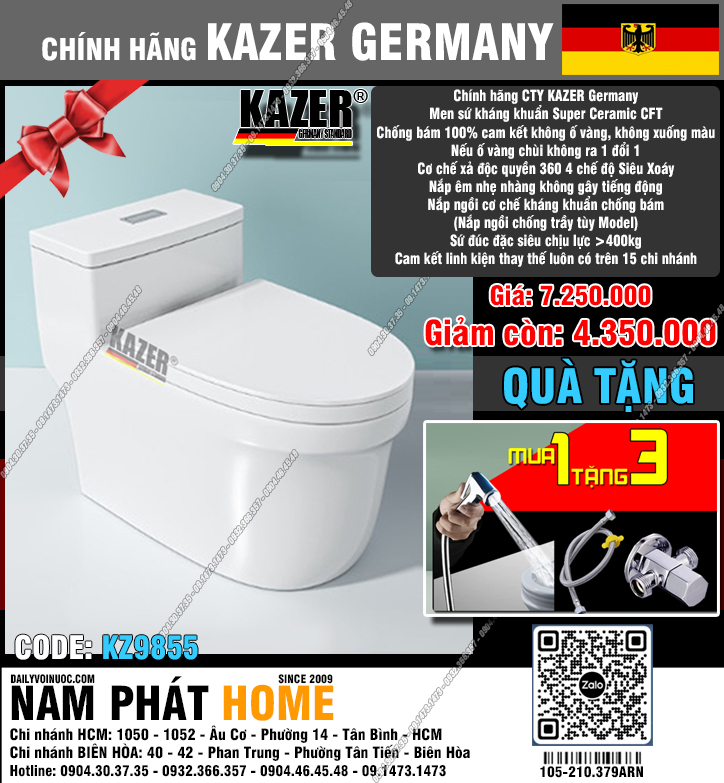 CHÍNH HÃNG KAZER GERMANY
KAZER®
GERMANY STANDARD
Chính hãng CTY KAZER Germany
Men sứ kháng khuẩn Super Ceramic CFT
Chống bám 100% cam kết không ố vàng, không xuống màu
Nếu ố vàng chùi không ra 1 đổi 1
Cơ chế xả độc quyền 360 4 chế độ Siêu Xoáy
Nắp êm nhẹ nhàng không gây tiếng động
Nắp ngồi cơ chế kháng khuẩn chống bám
(Nắp ngồi chống trầy tùy Model)
Sứ đúc đặc siêu chịu lực >400kg
Cam kết linh kiện thay thế luôn có trên 15 chi nhánh
Giá: 7.250.000
Giảm còn: 4.350.000
KAZER®
QUÀ TẶNG
MUA 1 TẶNG 3
CODE: KZ9855
DAILYVOINUOC.COM SINCE 2009
NAM PHÁT HOME
Zalo
Chi nhánh HCM: 1050 - 1052 - Âu Cơ - Phường 14 - Tân Bình - HCM
Chi nhánh BIÊN HÒA: 40 - 42 - Phan Trung - Phường Tân Tiến - Biên Hòa
Hotline: 0904.30.37.35 - 0932.366.357 - 0904.46.45.48 - 09.1473.1473
105-210.379ARN